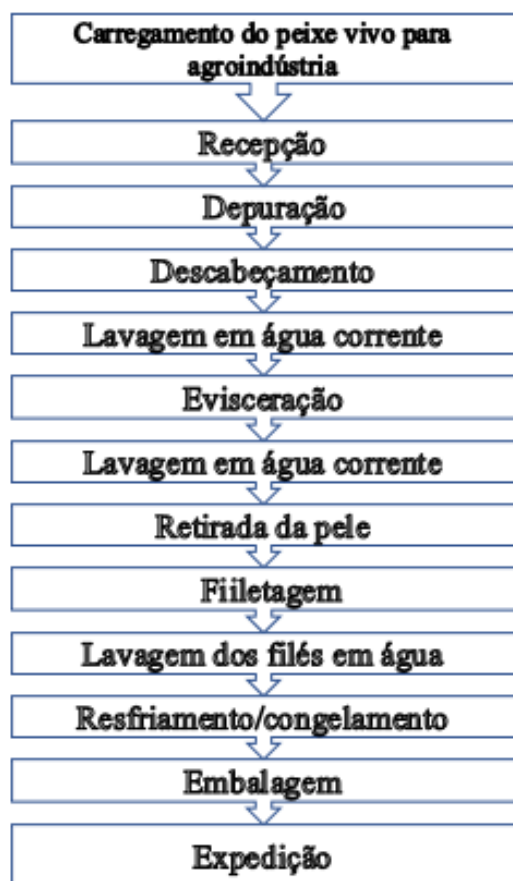 Carregamento do peixe vivo para
agroindústria
Recepção
Depuração
Descabeçamento
Lavagem em água corrente
Evisceração
Lavagem em água corrente
Retirada da pele
Fiiletagem
Lavagem dos filés em água
Resfriamento/congelamento
Embalagem
Expedição